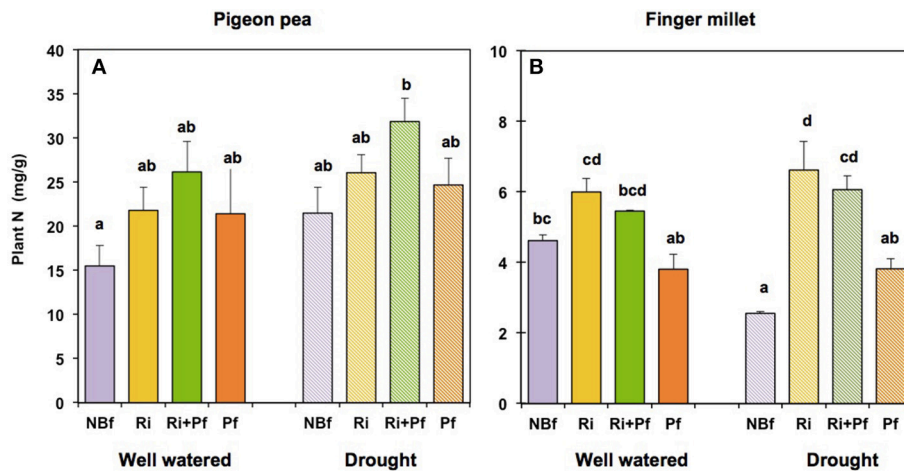 Pigeon pea
Finger millet
A
B
Plant N (mg/g)
40
35
30
25
20
15
10
5
0
a
ab
ab
ab
ab
ab
b
ab
NBf Ri Ri+Pf Pf NBf Ri Ri+Pf Pf
Well watered Drought
10
8
6
4
2
0
bc
cd
bcd
ab
a
d
cd
ab
NBf Ri Ri+Pf Pf NBf Ri Ri+Pf Pf
Well watered Drought